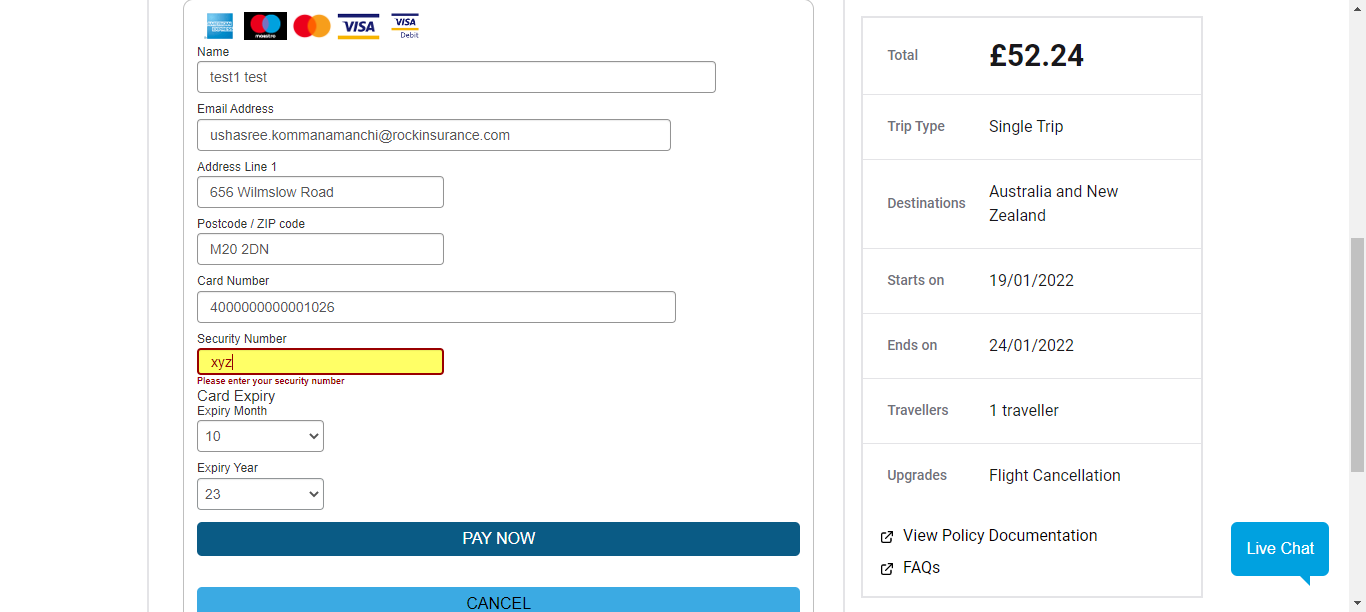 AMERICAN EXPRESS
maestro
VISA
VISA
Debit
Name
test1 test
Email Address
ushasree.kommanamanchi@rockinsurance.com
Address Line 1
656 Wilmslow Road
Postcode / ZIP code
M20 2DN
Card Number
4000000000001026
Security Number
xyz
Please enter your security number
Card Expiry
Expiry Month
10
Expiry Year
23
PAY NOW
CANCEL
Total £52.24
Trip Type Single Trip
Destinations Australia and New
Zealand
Starts on 19/01/2022
Ends on 24/01/2022
Travellers 1 traveller
Upgrades Flight Cancellation
View Policy Documentation
FAQs
Live Chat